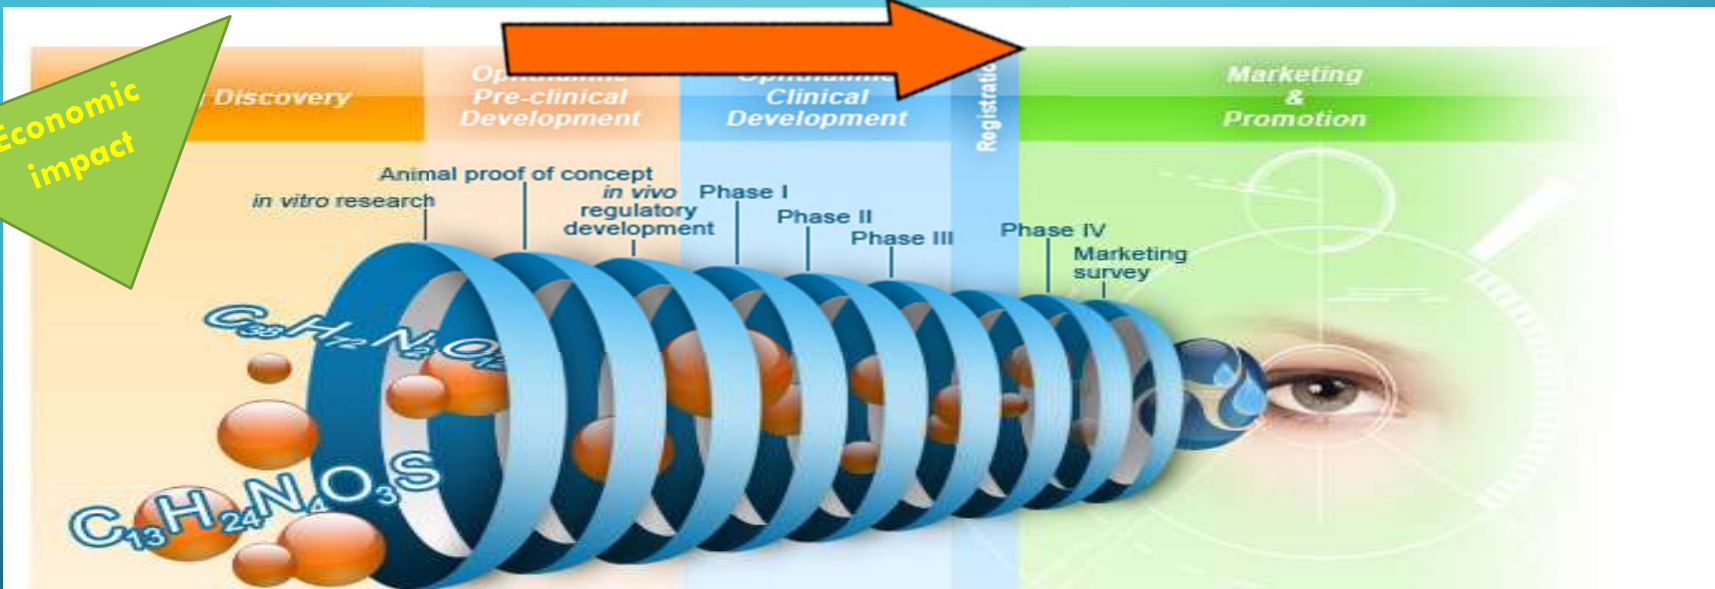 Economic
impact
Discovery
Pre-clinical
Development
Clinical
Development
Marketing
&
Promotion
Animal proof of concept
in vitro research
in vivo
regulatory
development
Phase I
Phase II
Phase III
Phase IV
Marketing
survey
C₃₈H₇₂N₂O₁₂
C₁₃H₂₄N₄O₃S